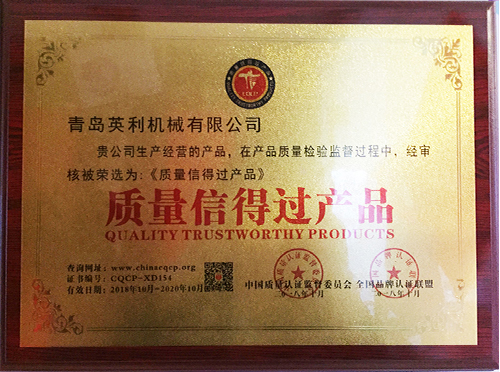 青岛英利机械有限公司
贵公司生产经营的产品，在产品质量检验监督过程中，经审
核被荣选为：《质量信得过产品》
质量信得过产品
QUALITY TRUSTWORTHY PRODUCTS
查询网址：www.chinacqcp.org
证书编号：CQCP-XD154
有效日期：2018年10月-2020年10月
中国质量认证监督委员会 全国品牌认证联盟